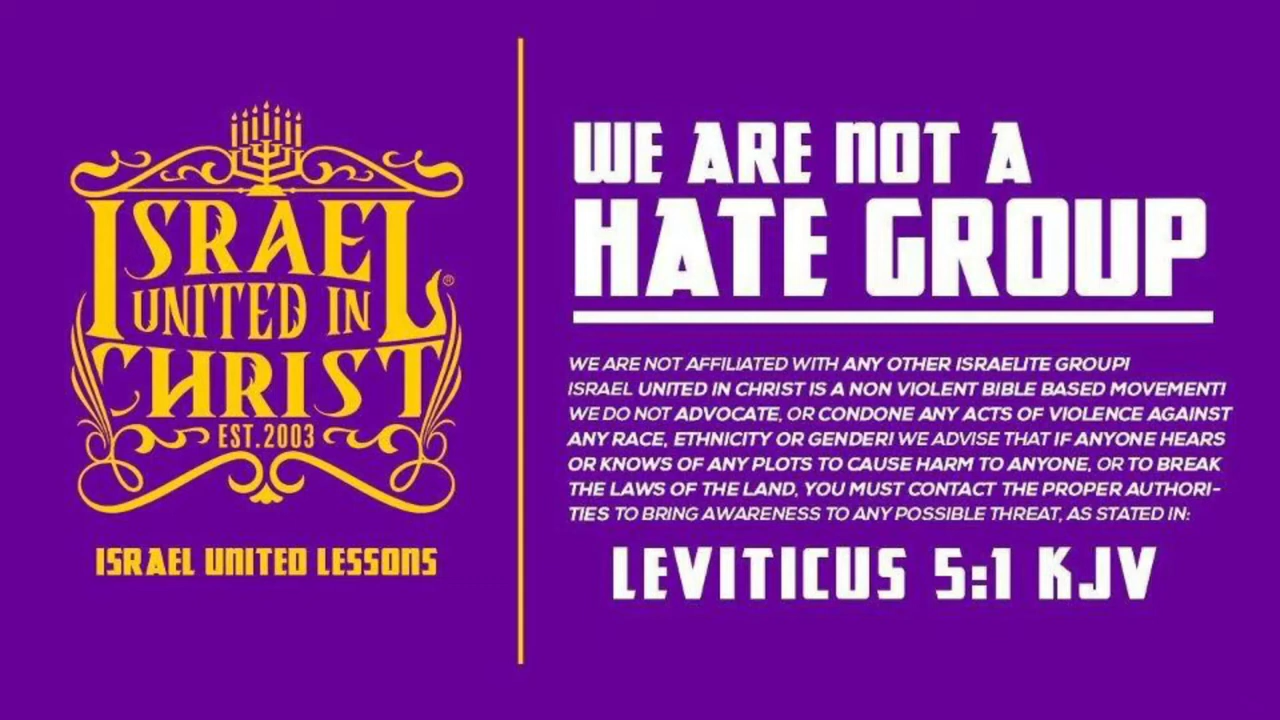 ISRAEL
UNITED IN
CHRIST
EST.2003
ISRAEL UNITED LESSONS
WE ARE NOT A
HATE GROUP
WE ARE NOT AFFILIATED WITH ANY OTHER ISRAELITE GROUP!
ISRAEL UNITED IN CHRIST IS A NON VIOLENT BIBLE BASED MOVEMENT!
WE DO NOT ADVOCATE, OR CONDONE ANY ACTS OF VIOLENCE AGAINST
ANY RACE, ETHNICITY OR GENDER! WE ADVISE THAT IF ANYONE HEARS
OR KNOWS OF ANY PLOTS TO CAUSE HARM TO ANYONE, OR TO BREAK
THE LAWS OF THE LAND, YOU MUST CONTACT THE PROPER AUTHORI-
TIES TO BRING AWARENESS TO ANY POSSIBLE THREAT, AS STATED IN:
LEVITICUS 5:1 KJV